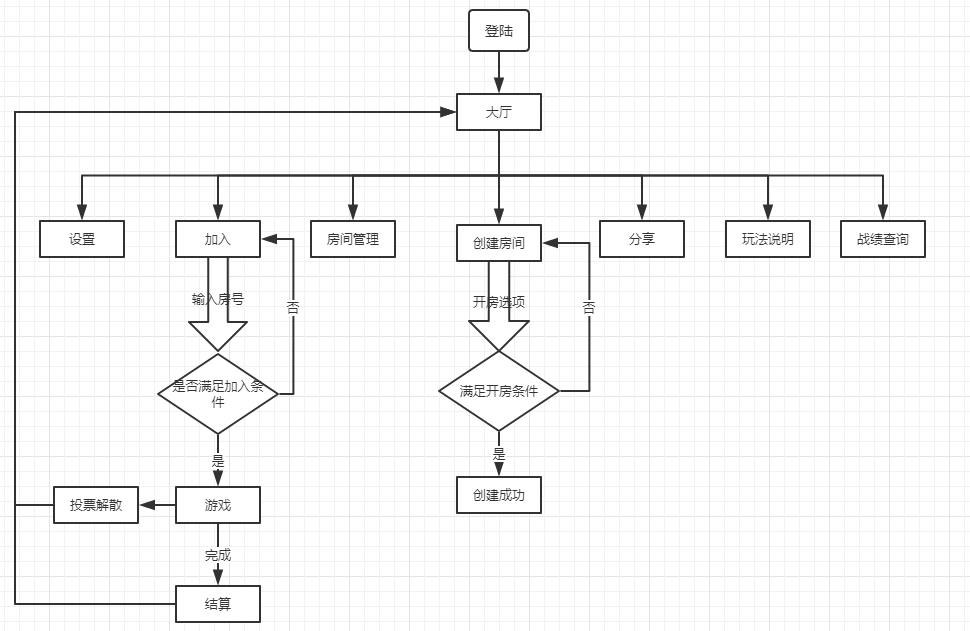 登陆
大厅
设置
加入
房间管理
创建房间
分享
玩法说明
战绩查询
输入房号
否
开房选项
否
是否满足加入条
件
满足开房条件
是
是
投票解散
游戏
创建成功
完成
结算